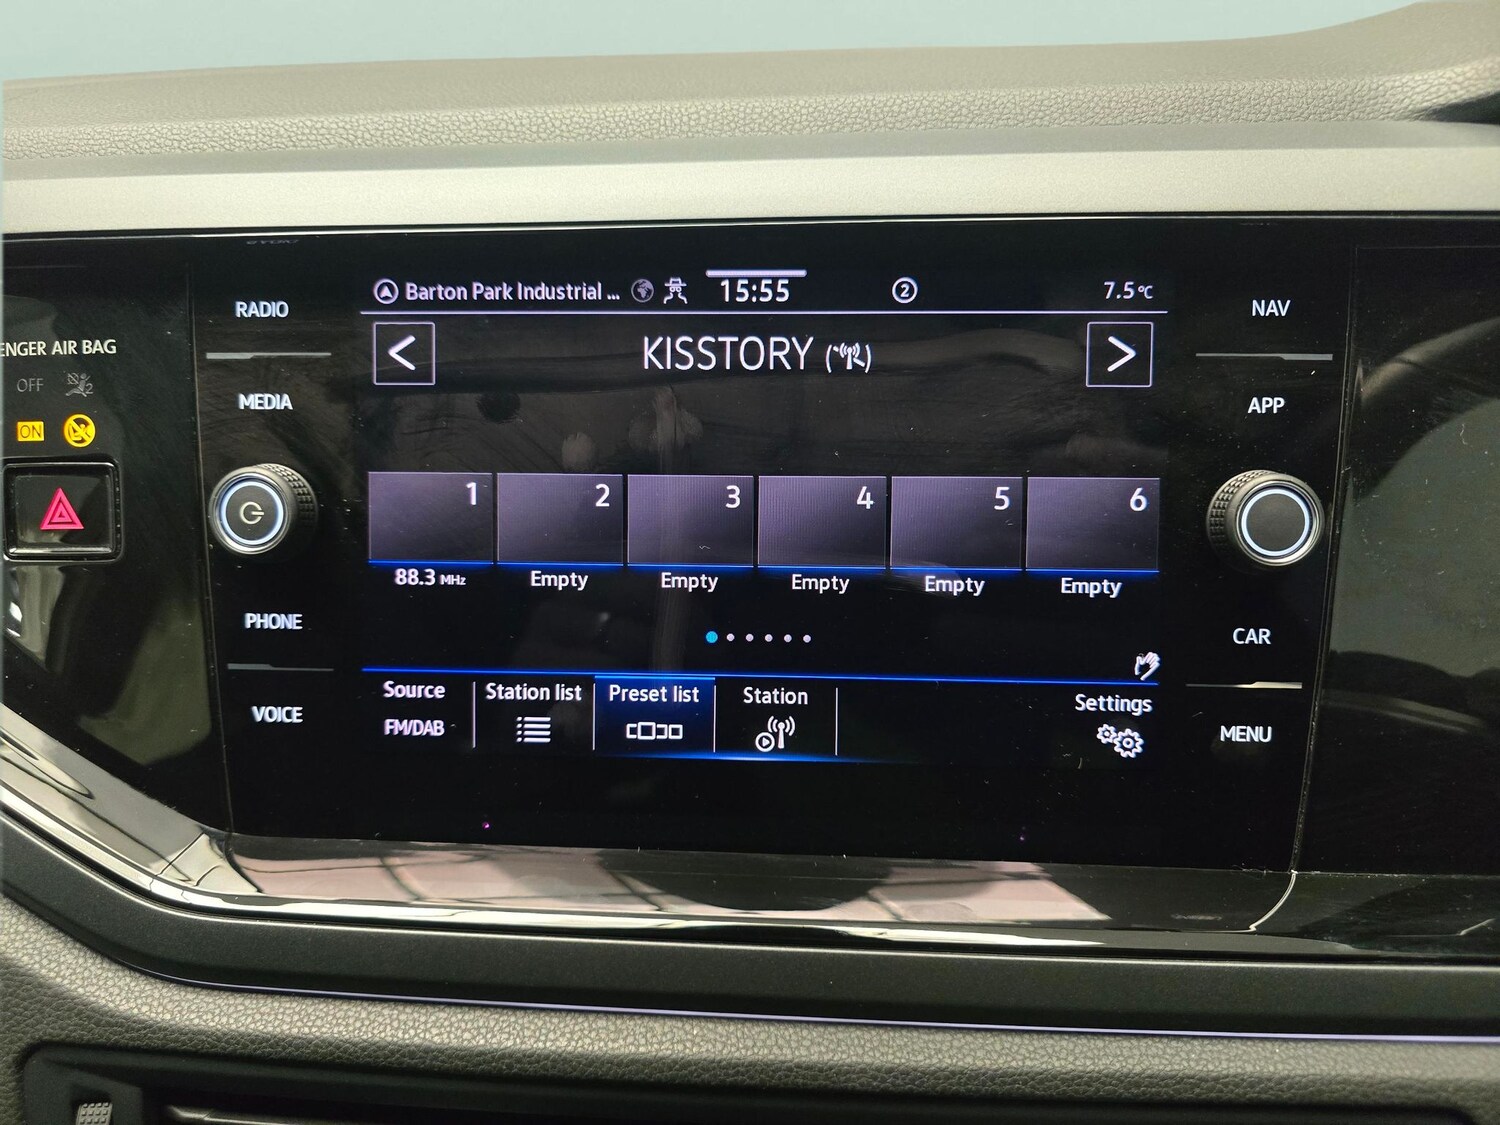 Barton Park Industrial ... 15:55 2 7.5°C
RADIO
NAV
KISSTORY
ENGER AIR BAG
OFF
2
MEDIA
APP
ON
1 2 3 4 5 6
88.3 MHz Empty Empty Empty Empty Empty
PHONE
CAR
Source Station list Preset list Station Settings
FM/DAB
VOICE
MENU